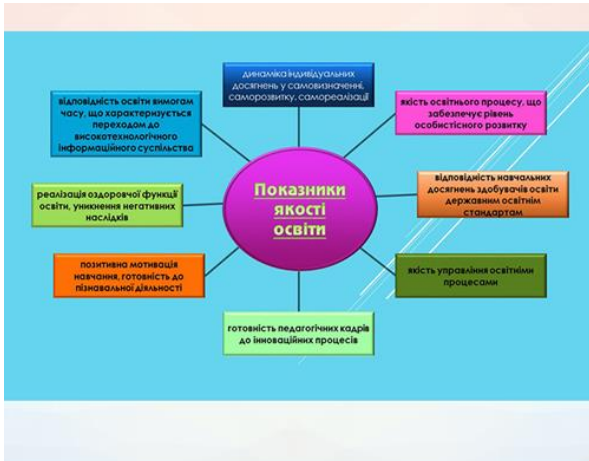 динаміка індивідуальних
досягнень у самовизначенні,
саморозвитку, самореалізації
відповідність освіти вимогам
часу, що характеризується
переходом до
високотехнологічного
інформаційного суспільства
якість освітнього процесу, що
забезпечує рівень
особистісного розвитку
Показники
якості
освіти
реалізація оздоровчої функції
освіти, уникнення негативних
наслідків
відповідність навчальних
досягнень здобувачів освіти
державним освітнім
стандартам
позитивна мотивація
навчання, готовність до
пізнавальної діяльності
якість управління освітніми
процесами
готовність педагогічних кадрів
до інноваційних процесів